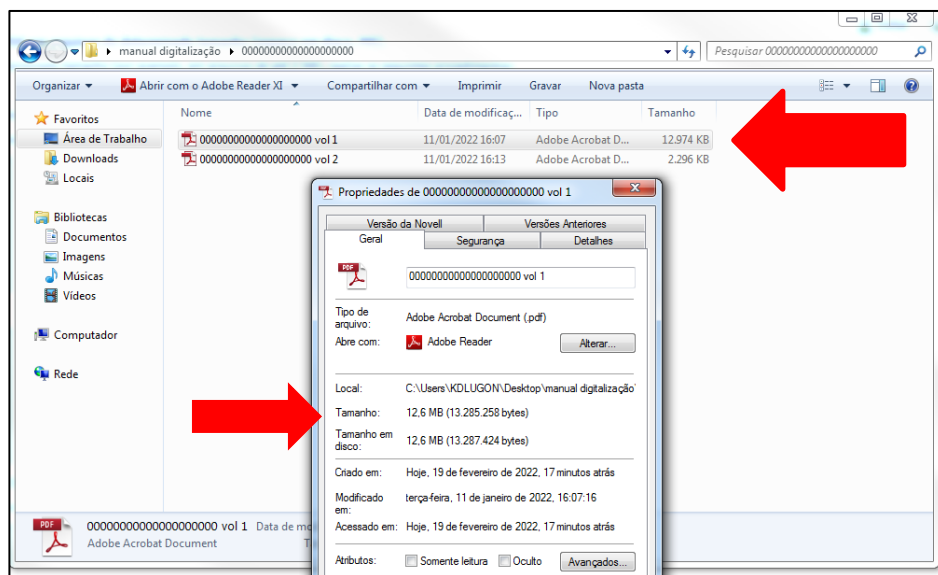 manual digitalização ▸ 00000000000000000000
Pesquisar 00000000000000000000
Organizar Abrir com o Adobe Reader XI Compartilhar com Imprimir Gravar Nova pasta
Favoritos
Área de Trabalho
Downloads
Locais
Bibliotecas
Documentos
Imagens
Músicas
Vídeos
Computador
Rede
Nome Data de modificaç... Tipo Tamanho
00000000000000000000 vol 1 11/01/2022 16:07 Adobe Acrobat D... 12.974 KB
00000000000000000000 vol 2 11/01/2022 16:13 Adobe Acrobat D... 2.296 KB
Propriedades de 00000000000000000000 vol 1
Versão da Novell Versões Anteriores
Geral Segurança Detalhes
PDF
00000000000000000000 vol 1
Tipo de arquivo: Adobe Acrobat Document (.pdf)
Abre com: Adobe Reader Alterar...
Local: C:\Users\KDLUGON\Desktop\manual digitalização
Tamanho: 12,6 MB (13.285.258 bytes)
Tamanho em disco: 12,6 MB (13.287.424 bytes)
Criado em: Hoje, 19 de fevereiro de 2022, 17 minutos atrás
Modificado em: terça-feira, 11 de janeiro de 2022, 16:07:16
Acessado em: Hoje, 19 de fevereiro de 2022, 17 minutos atrás
Atributos: Somente leitura Oculto Avançados...
PDF
00000000000000000000 vol 1 Data de
Adobe Acrobat Document